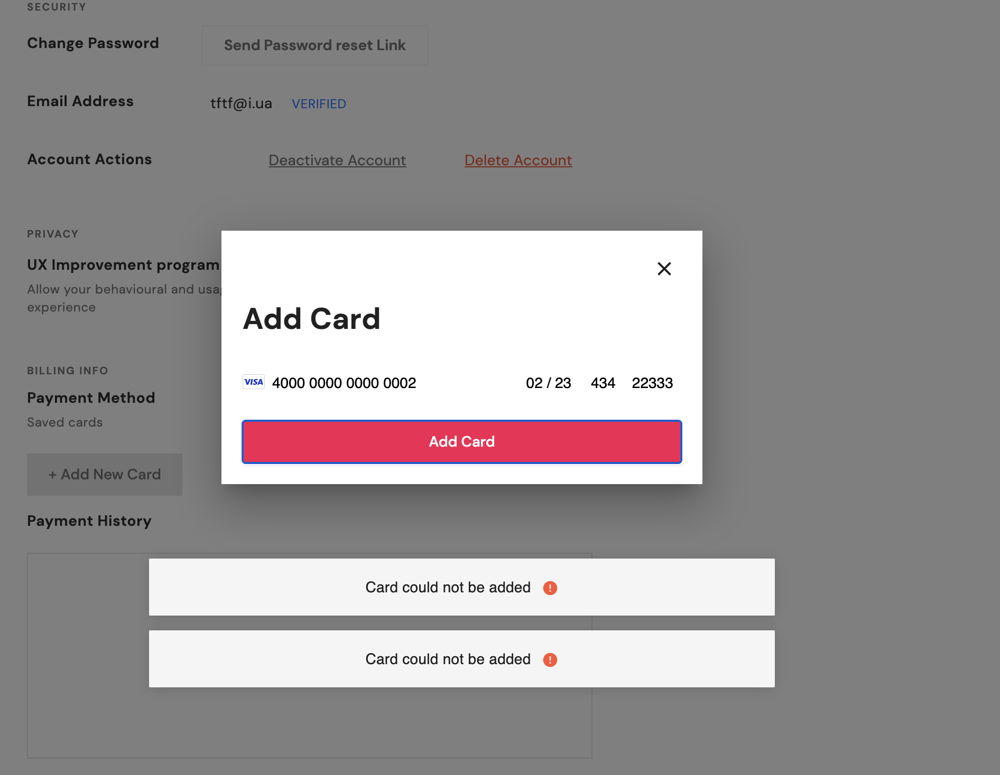 SECURITY
Change Password
Send Password reset Link
Email Address
tftf@i.ua VERIFIED
Account Actions
Deactivate Account
Delete Account
PRIVACY
UX Improvement program
Allow your behavioural and
experience
Add Card
VISA 4000 0000 0000 0002 02 / 23 434 22333
Add Card
BILLING INFO
Payment Method
Saved cards
+ Add New Card
Payment History
Card could not be added
Card could not be added